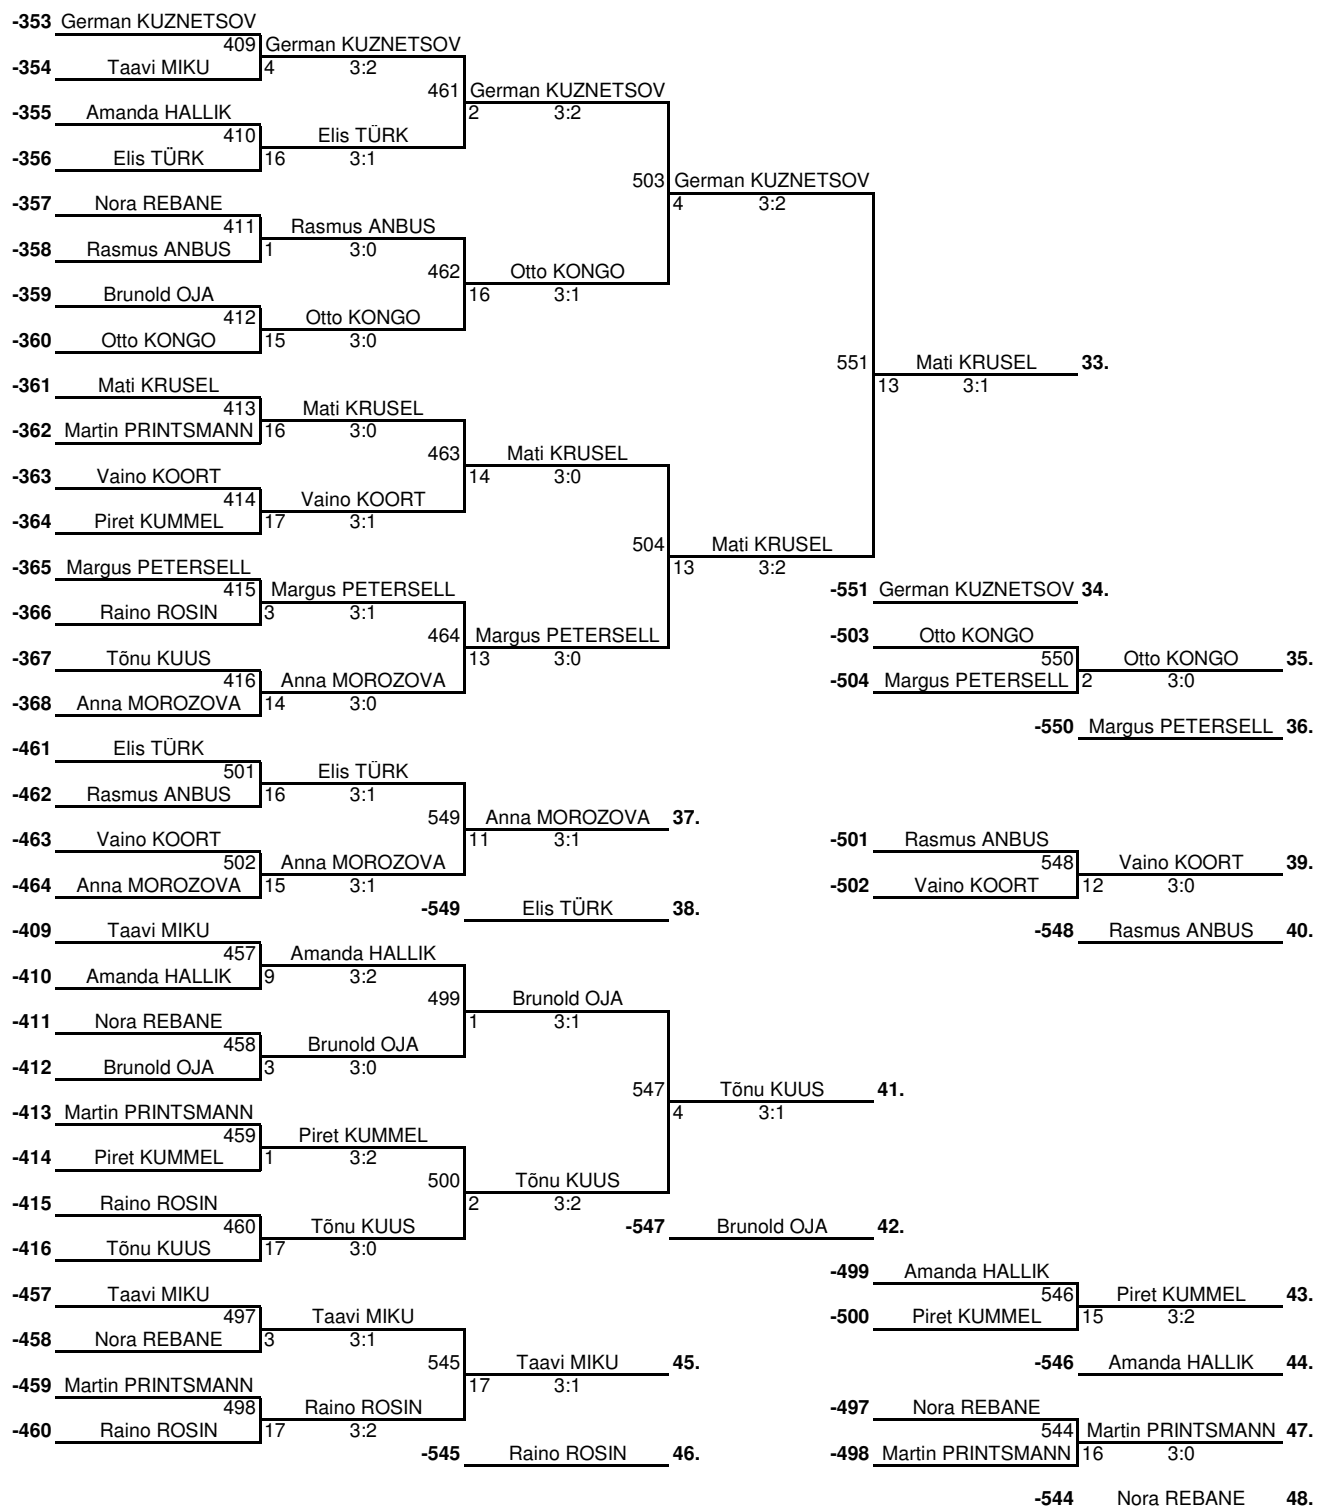 -353 German KUZNETSOV
409 German KUZNETSOV
-354 Taavi MIKU 4 3:2
461 German KUZNETSOV
-355 Amanda HALLIK 2 3:2
410 Elis TÜRK
-356 Elis TÜRK 16 3:1
503 German KUZNETSOV
-357 Nora REBANE 4 3:2
411 Rasmus ANBUS
-358 Rasmus ANBUS 1 3:0
462 Otto KONGO
-359 Brunold OJA 16 3:1
412 Otto KONGO
-360 Otto KONGO 15 3:0
551 Mati KRUSEL 33.
-361 Mati KRUSEL 13 3:1
413 Mati KRUSEL
-362 Martin PRINTSMANN 16 3:0
463 Mati KRUSEL
-363 Vaino KOORT 14 3:0
414 Vaino KOORT
-364 Piret KUMMEL 17 3:1
504 Mati KRUSEL
-365 Margus PETERSELL 13 3:2
415 Margus PETERSELL -551 German KUZNETSOV 34.
-366 Raino ROSIN 3 3:1
464 Margus PETERSELL -503 Otto KONGO
-367 Tõnu KUUS 13 3:0 550 Otto KONGO 35.
416 Anna MOROZOVA -504 Margus PETERSELL 2 3:0
-368 Anna MOROZOVA 14 3:0
-550 Margus PETERSELL 36.
-461 Elis TÜRK
501 Elis TÜRK
-462 Rasmus ANBUS 16 3:1
549 Anna MOROZOVA 37.
-463 Vaino KOORT 11 3:1 -501 Rasmus ANBUS
502 Anna MOROZOVA 548 Vaino KOORT 39.
-464 Anna MOROZOVA 15 3:1 -502 Vaino KOORT 12 3:0
-549 Elis TÜRK 38.
-409 Taavi MIKU -548 Rasmus ANBUS 40.
457 Amanda HALLIK
-410 Amanda HALLIK 9 3:2
499 Brunold OJA
-411 Nora REBANE 1 3:1
458 Brunold OJA
-412 Brunold OJA 3 3:0
547 Tõnu KUUS 41.
-413 Martin PRINTSMANN 4 3:1
459 Piret KUMMEL
-414 Piret KUMMEL 1 3:2
500 Tõnu KUUS
-415 Raino ROSIN 2 3:2
460 Tõnu KUUS -547 Brunold OJA 42.
-416 Tõnu KUUS 17 3:0
-499 Amanda HALLIK
-457 Taavi MIKU 546 Piret KUMMEL 43.
497 Taavi MIKU -500 Piret KUMMEL 15 3:2
-458 Nora REBANE 3 3:1
545 Taavi MIKU 45. -546 Amanda HALLIK 44.
-459 Martin PRINTSMANN 17 3:1
498 Raino ROSIN -497 Nora REBANE
-460 Raino ROSIN 17 3:2 544 Martin PRINTSMANN 47.
-545 Raino ROSIN 46. -498 Martin PRINTSMANN 16 3:0
-544 Nora REBANE 48.